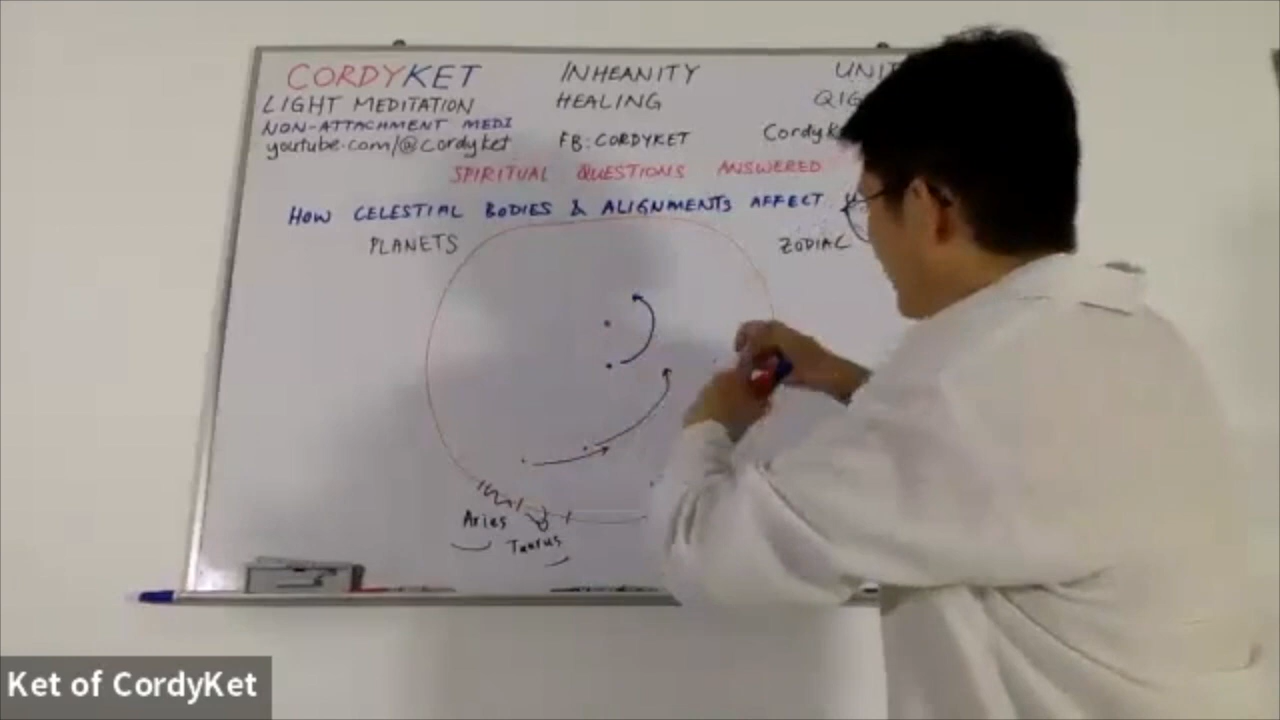 CORDYKET INHEANITY
LIGHT MEDITATION HEALING
NON-ATTACHMENT MEDI
youtube.com/@cordyket FB: CORDYKET
SPIRITUAL QUESTIONS ANSWERED
HOW CELESTIAL BODIES & ALIGNMENTS AFFECT
PLANETS ZODIAC
Aries
Taurus
Ket of CordyKet